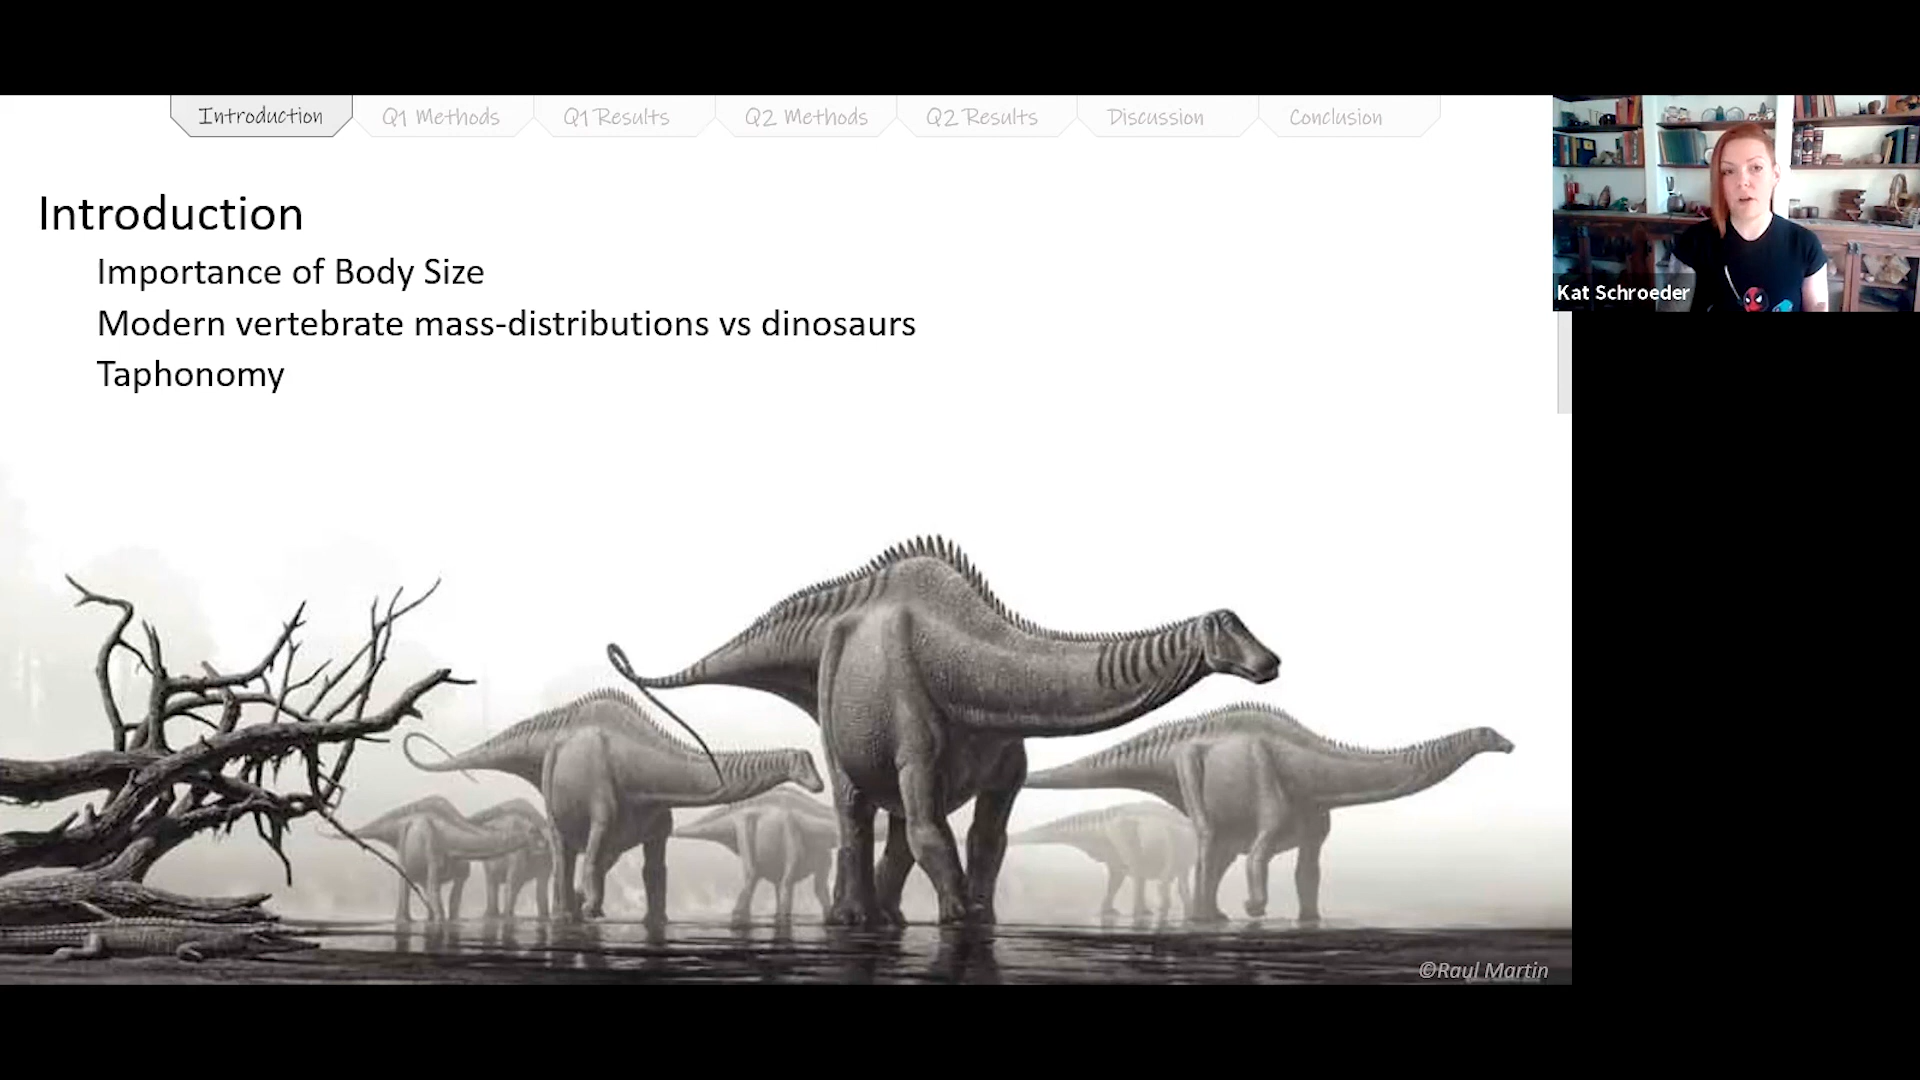 Introduction
Q1 Methods
Q1 Results
Q2 Methods
Q2 Results
Discussion
Conclusion
Introduction
Importance of Body Size
Modern vertebrate mass-distributions vs dinosaurs
Taphonomy
Kat Schroeder
©Raul Martin